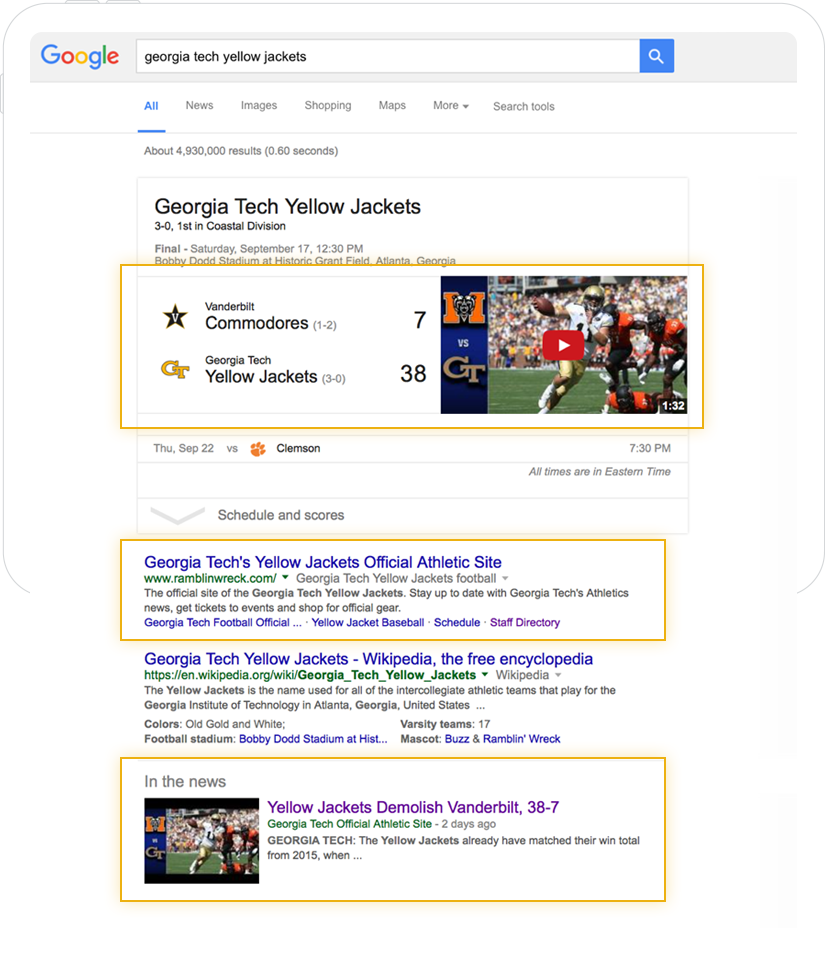 Google
georgia tech yellow jackets
All News Images Shopping Maps More Search tools
About 4,930,000 results (0.60 seconds)
Georgia Tech Yellow Jackets
3-0, 1st in Coastal Division
Final - Saturday, September 17, 12:30 PM
Bobby Dodd Stadium at Historic Grant Field, Atlanta, Georgia
Vanderbilt
Commodores (1-2) 7
Georgia Tech
Yellow Jackets (3-0) 38
M
VS
GT
1:32
Thu, Sep 22 vs Clemson 7:30 PM
All times are in Eastern Time
Schedule and scores
Georgia Tech's Yellow Jackets Official Athletic Site
www.ramblinwreck.com/ Georgia Tech Yellow Jackets football
The official site of the Georgia Tech Yellow Jackets. Stay up to date with Georgia Tech's Athletics
news, get tickets to events and shop for official gear.
Georgia Tech Football Official ... · Yellow Jacket Baseball · Schedule · Staff Directory
Georgia Tech Yellow Jackets - Wikipedia, the free encyclopedia
https://en.wikipedia.org/wiki/Georgia_Tech_Yellow_Jackets Wikipedia
The Yellow Jackets is the name used for all of the intercollegiate athletic teams that play for the
Georgia Institute of Technology in Atlanta, Georgia, United States ...
Colors: Old Gold and White; Varsity teams: 17
Football stadium: Bobby Dodd Stadium at Hist... Mascot: Buzz & Ramblin' Wreck
In the news
Yellow Jackets Demolish Vanderbilt, 38-7
Georgia Tech Official Athletic Site - 2 days ago
GEORGIA TECH: The Yellow Jackets already have matched their win total
from 2015, when ...